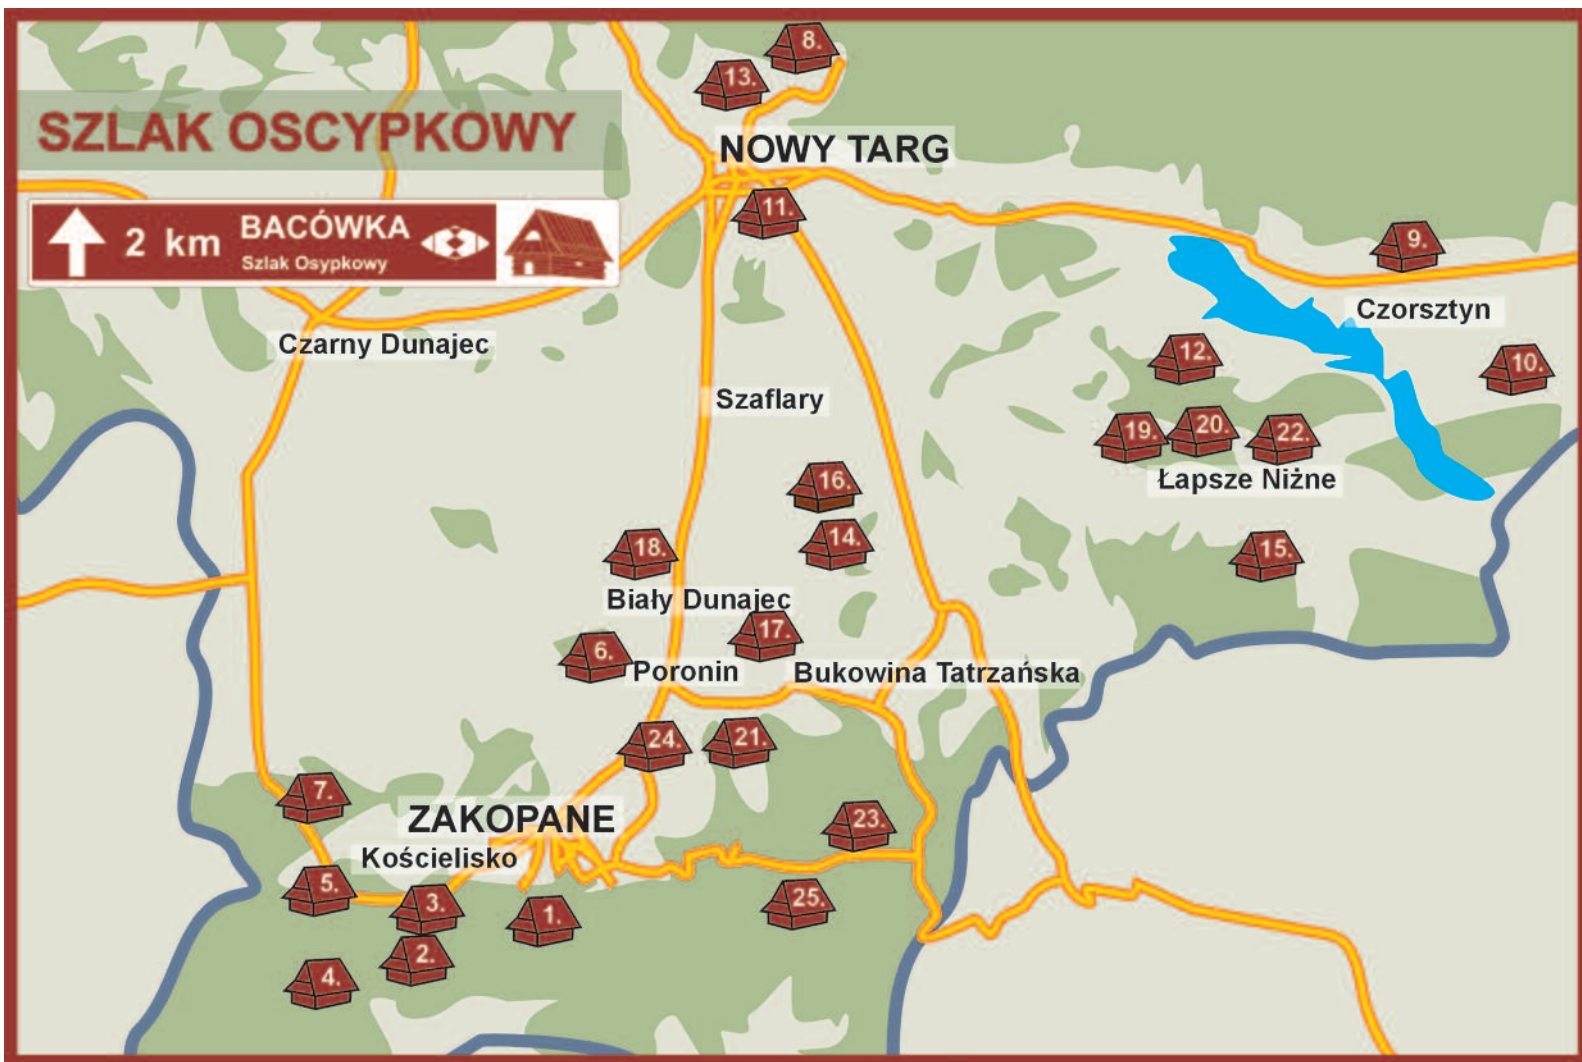 8.
13.
SZLAK OSCYPKOWY
NOWY TARG
11.
2 km
BACÓWKA
Szlak Osypkowy
9.
Czorsztyn
Czarny Dunajec
12.
10.
Szaflary
19.
20.
22.
Łapsze Niżne
16.
14.
18.
15.
Biały Dunajec
17.
6.
Poronin
Bukowina Tatrzańska
24.
21.
7.
ZAKOPANE
23.
Kościelisko
5.
3.
1.
25.
2.
4.